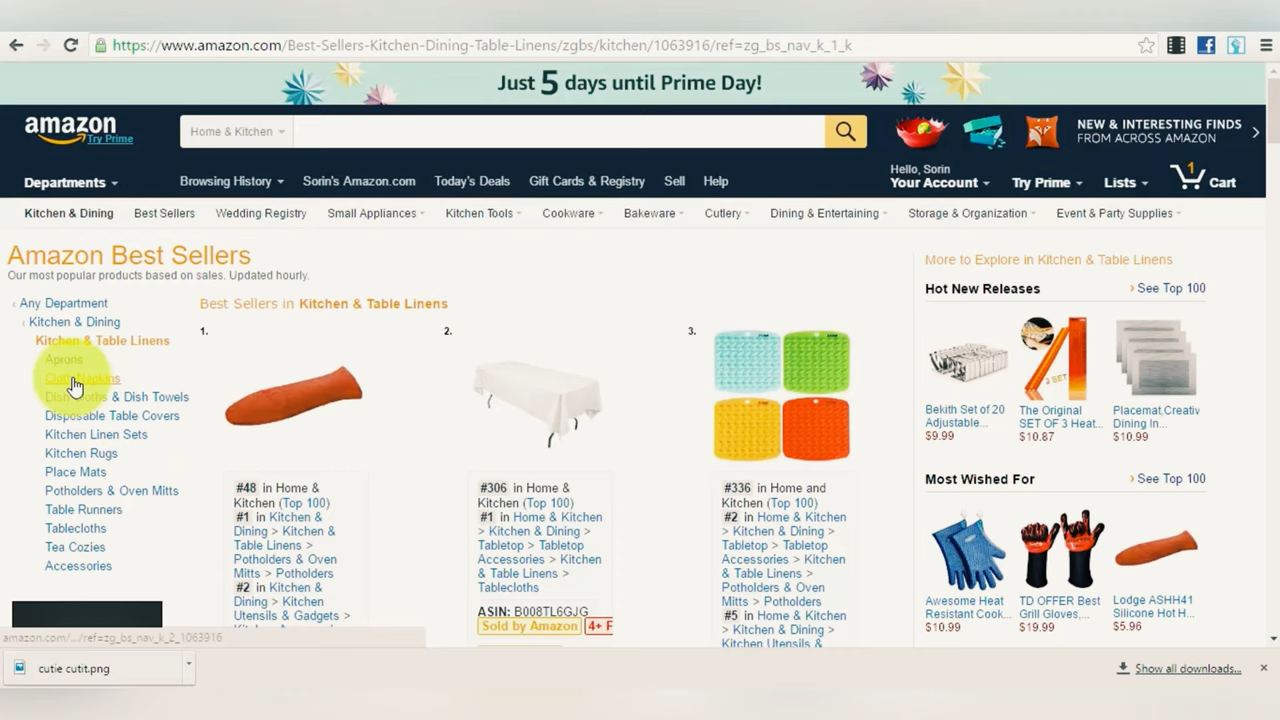 https://www.amazon.com/Best-Sellers-Kitchen-Dining-Table-Linens/zgbs/kitchen/1063916/ref=zg_bs_nav_k_1_k
Just 5 days until Prime Day!
amazon
Try Prime
Home & Kitchen
NEW & INTERESTING FINDS
FROM ACROSS AMAZON
Departments
Browsing History
Sorin's Amazon.com
Today's Deals
Gift Cards & Registry
Sell
Help
Hello, Sorin
Your Account
Try Prime
Lists
1
Cart
Kitchen & Dining
Best Sellers
Wedding Registry
Small Appliances
Kitchen Tools
Cookware
Bakeware
Cutlery
Dining & Entertaining
Storage & Organization
Event & Party Supplies
Amazon Best Sellers
Our most popular products based on sales. Updated hourly.
‹ Any Department
‹ Kitchen & Dining
Kitchen & Table Linens
Aprons
Cloth Napkins
Dish Cloths & Dish Towels
Disposable Table Covers
Kitchen Linen Sets
Kitchen Rugs
Place Mats
Potholders & Oven Mitts
Table Runners
Tablecloths
Tea Cozies
Accessories
Best Sellers in Kitchen & Table Linens
1.
#48 in Home &
Kitchen (Top 100)
#1 in Kitchen &
Dining > Kitchen &
Table Linens >
Potholders & Oven
Mitts > Potholders
#2 in Kitchen &
Dining > Kitchen
Utensils & Gadgets >
2.
#306 in Home &
Kitchen (Top 100)
#1 in Home & Kitchen
> Kitchen & Dining >
Tabletop > Tabletop
Accessories > Kitchen
& Table Linens >
Tablecloths
ASIN: B008TL6GJG
Sold by Amazon
4+ F
3.
#336 in Home and
Kitchen (Top 100)
#2 in Home & Kitchen
> Kitchen & Dining >
Tabletop > Tabletop
Accessories > Kitchen
& Table Linens >
Potholders & Oven
Mitts > Potholders
#5 in Home & Kitchen
> Kitchen & Dining >
Kitchen Utensils &
More to Explore in Kitchen & Table Linens
Hot New Releases
› See Top 100
3 SET
Bekith Set of 20
Adjustable...
$9.99
The Original
SET OF 3 Heat...
$10.87
Placemat,Creativ
Dining In...
$10.99
Most Wished For
› See Top 100
Awesome Heat
Resistant Cook...
$10.99
TD OFFER Best
Grill Gloves,...
$19.99
Lodge ASHH41
Silicone Hot H...
$5.96
amazon.com/.../ref=zg_bs_nav_k_2_1063916
cutie cutit.png
Show all downloads...